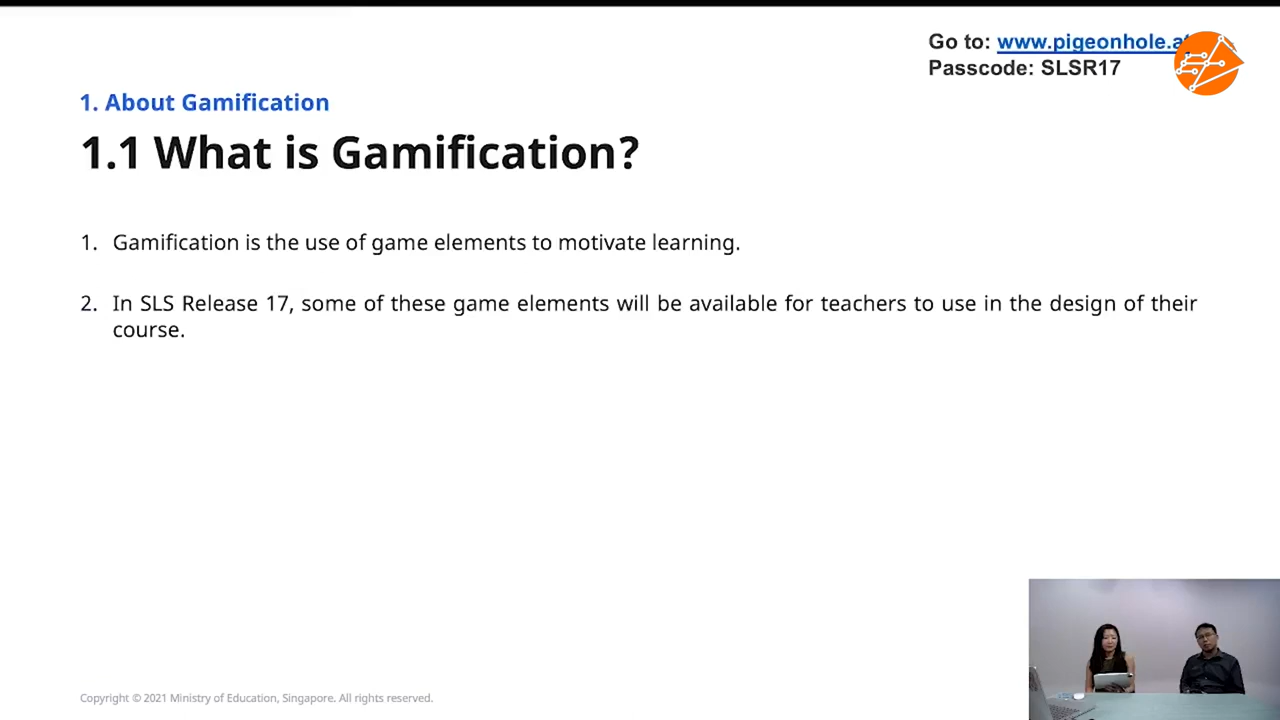 Go to: www.pigeonhole.at
Passcode: SLSR17
1. About Gamification
1.1 What is Gamification?
1. Gamification is the use of game elements to motivate learning.
2. In SLS Release 17, some of these game elements will be available for teachers to use in the design of their
course.
Copyright © 2021 Ministry of Education, Singapore. All rights reserved.